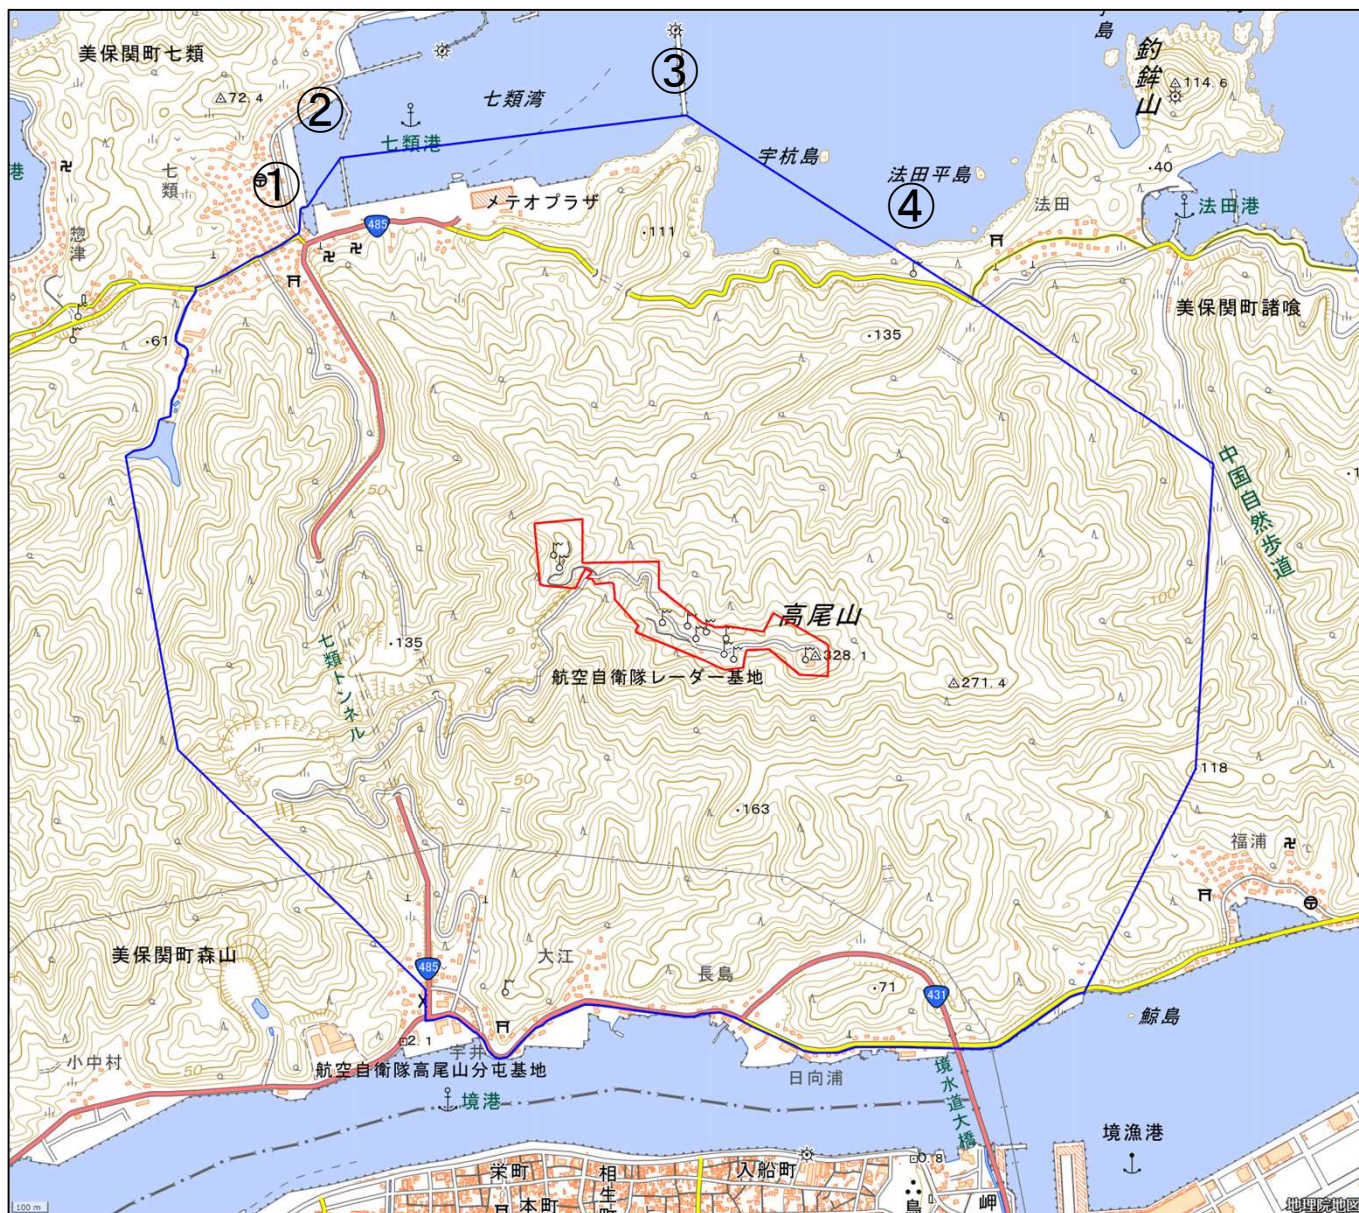 美保関町七類
72.4
②
③
七類湾
七類港
港
①
七類
惣津
485
メテオプラザ
宇杭島
法田平島
④
釣鉾山
114.6
40
法田
法田港
111
61
135
美保関町諸喰
中国自然歩道
50
100
高尾山
328.1
航空自衛隊レーダー基地
271.4
135
七類トンネル
50
163
118
福浦
美保関町森山
485
大江
長島
71
431
鯨島
小中村
50
2.1
宇井
航空自衛隊高尾山分屯基地
日向浦
境水道大橋
境港
境漁港
栄町
本町
相生町
入船町
0.8
岬
100 m
地理院地図